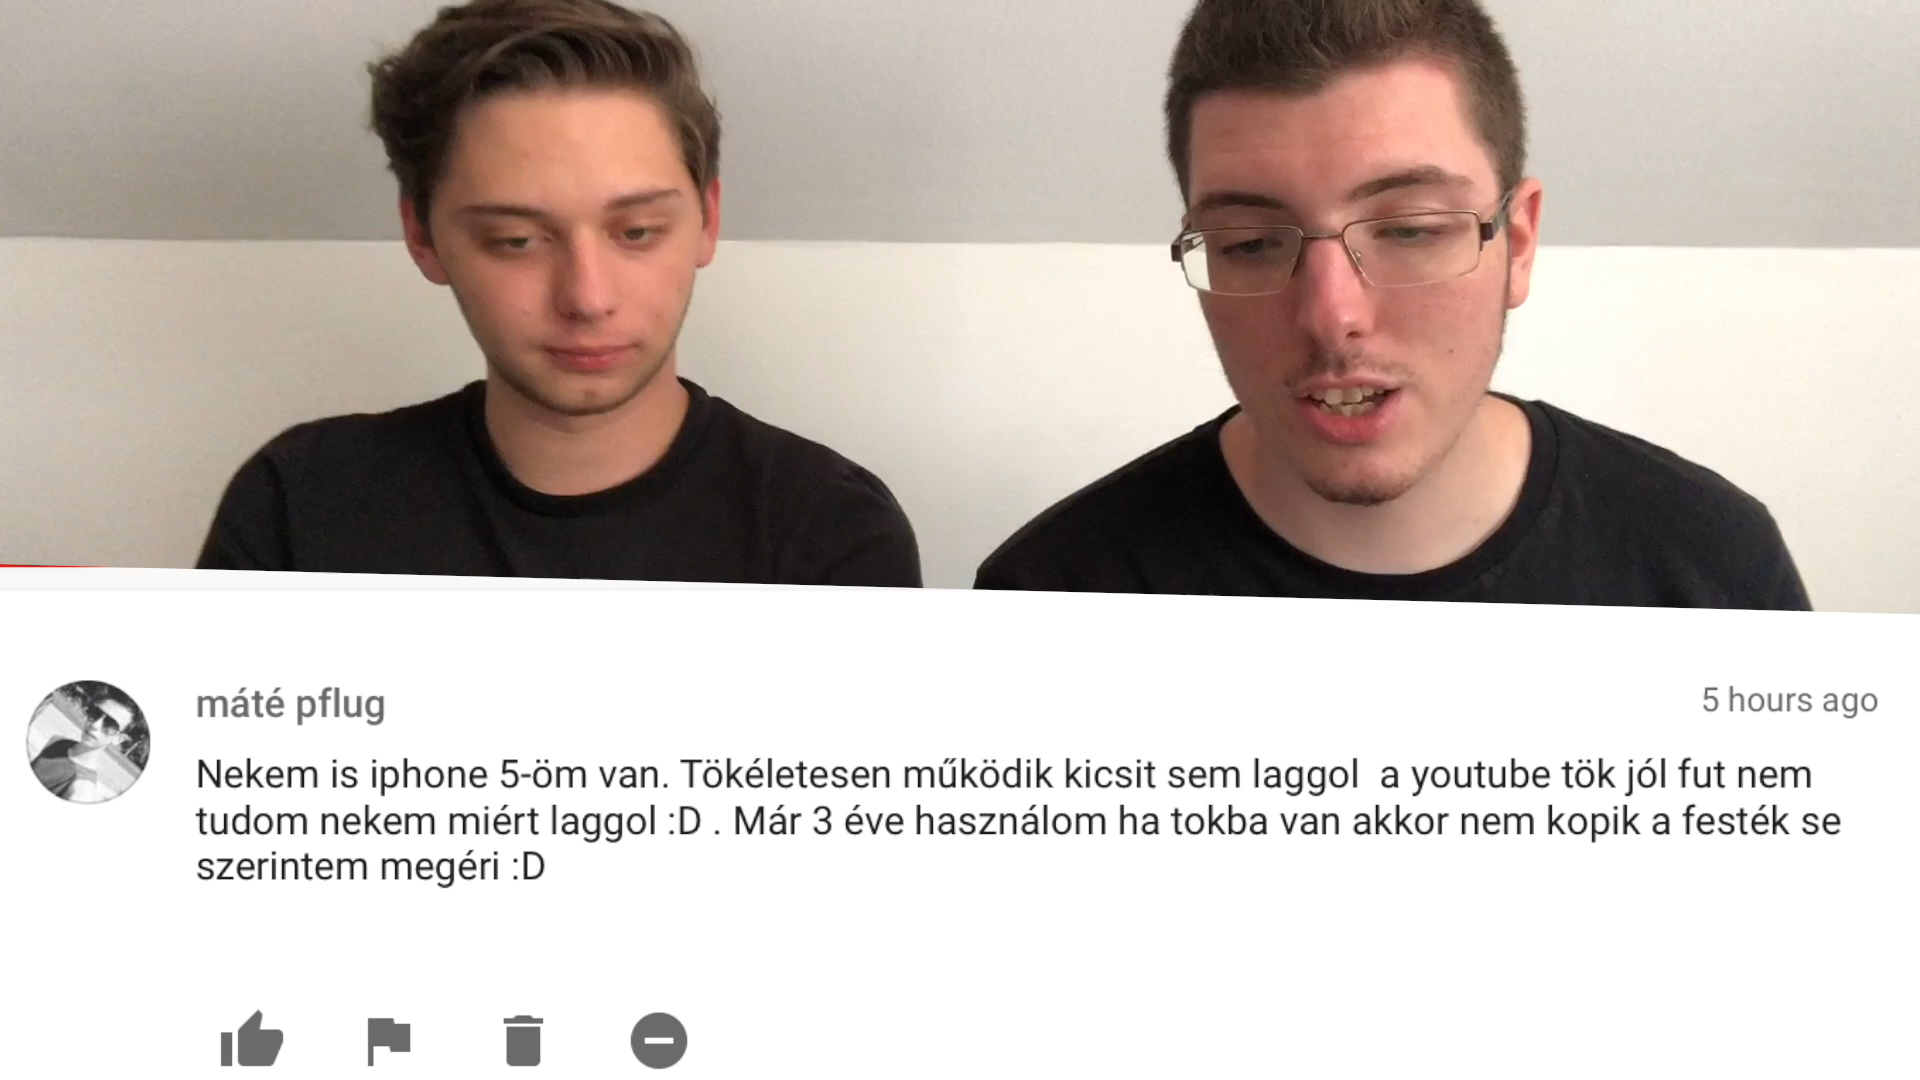 máté pflug
5 hours ago
Nekem is iphone 5-öm van. Tökéletesen működik kicsit sem laggol  a youtube tök jól fut nem
tudom nekem miért laggol :D . Már 3 éve használom ha tokba van akkor nem kopik a festék se
szerintem megéri :D